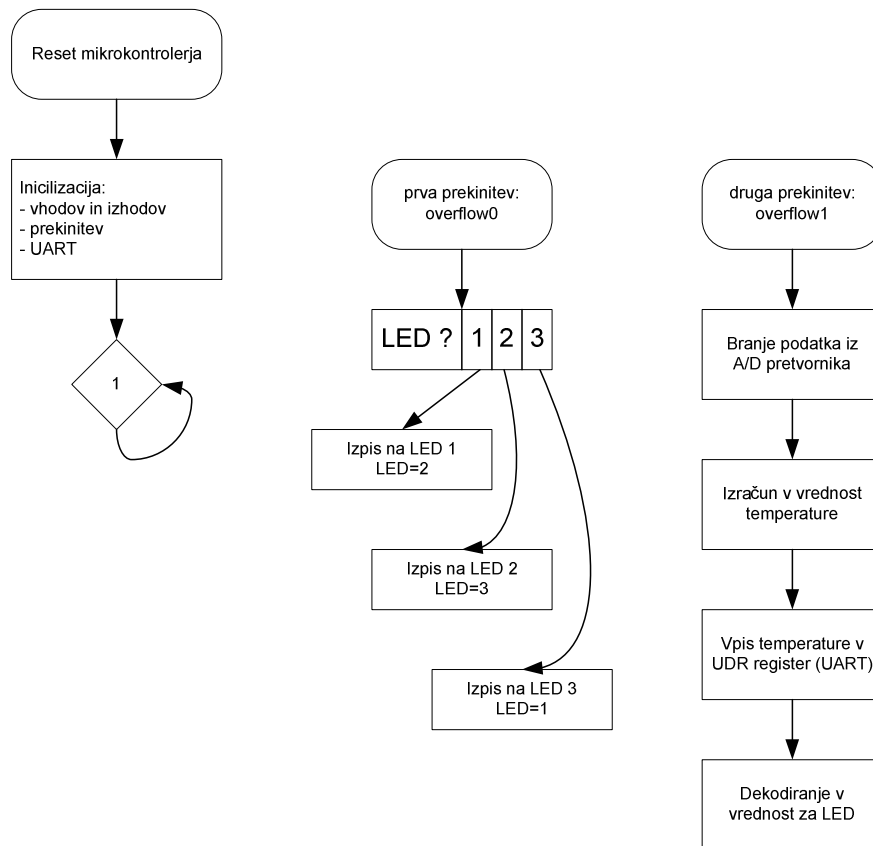 Reset mikrokontrolerja
Inicilizacija:
- vhodov in izhodov
- prekinitev
- UART
1
prva prekinitev:
overflow0
LED ? 1 2 3
Izpis na LED 1
LED=2
Izpis na LED 2
LED=3
Izpis na LED 3
LED=1
druga prekinitev:
overflow1
Branje podatka iz
A/D pretvornika
Izračun v vrednost
temperature
Vpis temperature v
UDR register (UART)
Dekodiranje v
vrednost za LED